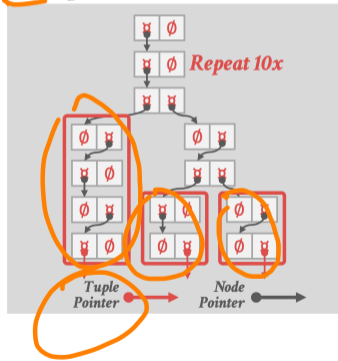 ¤ Ø
¤ Ø Repeat 10x
¤ ¤
Ø ¤ Ø ¤
¤ Ø ¤ ¤
Ø ¤ ¤ Ø Ø ¤
Ø ¤ Ø ¤ Ø ¤
Tuple
Pointer
Node
Pointer